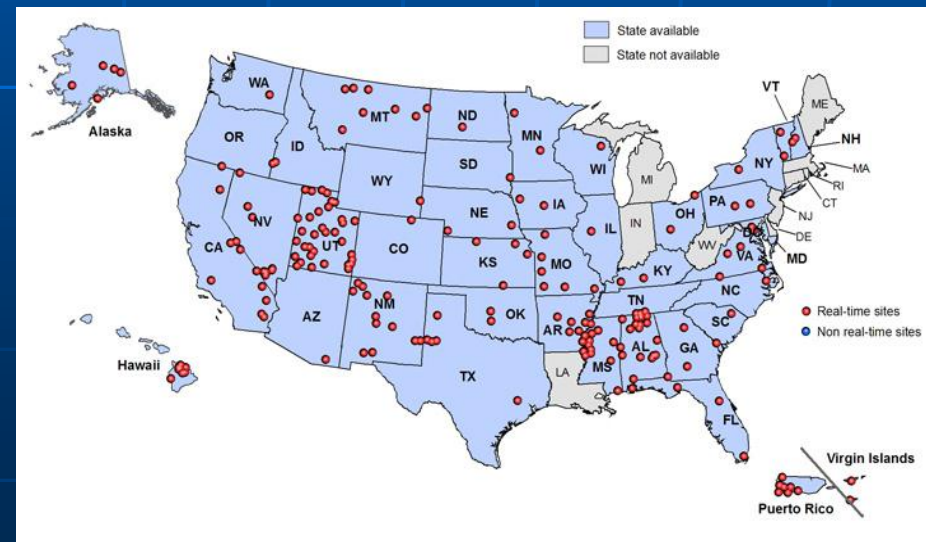 State available
State not available
Alaska
WA
OR
ID
MT
ND
SD
WY
NE
MN
IA
WI
MI
IL
IN
OH
PA
NY
VT
NH
ME
MA
RI
CT
NJ
DE
MD
DC
WV
VA
KY
NC
SC
TN
GA
AL
MS
AR
LA
MO
KS
OK
TX
NM
CO
UT
NV
CA
AZ
FL
Hawaii
Real-time sites
Non real-time sites
Virgin Islands
Puerto Rico